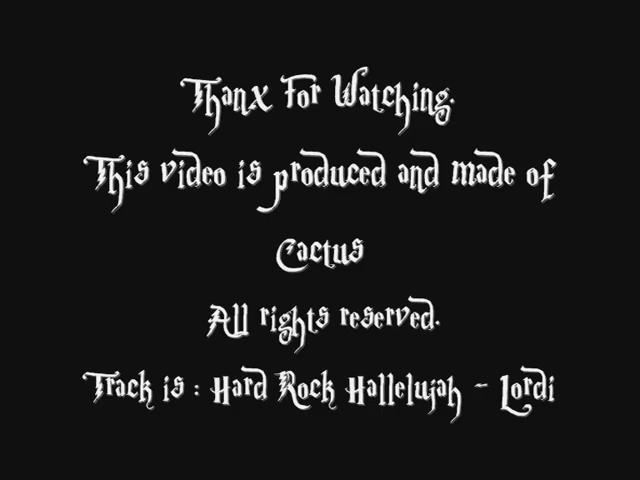 Thanx For Watching.
This video is produced and made of
Cactus
All rights reserved.
Track is : Hard Rock Hallelujah - Lordi